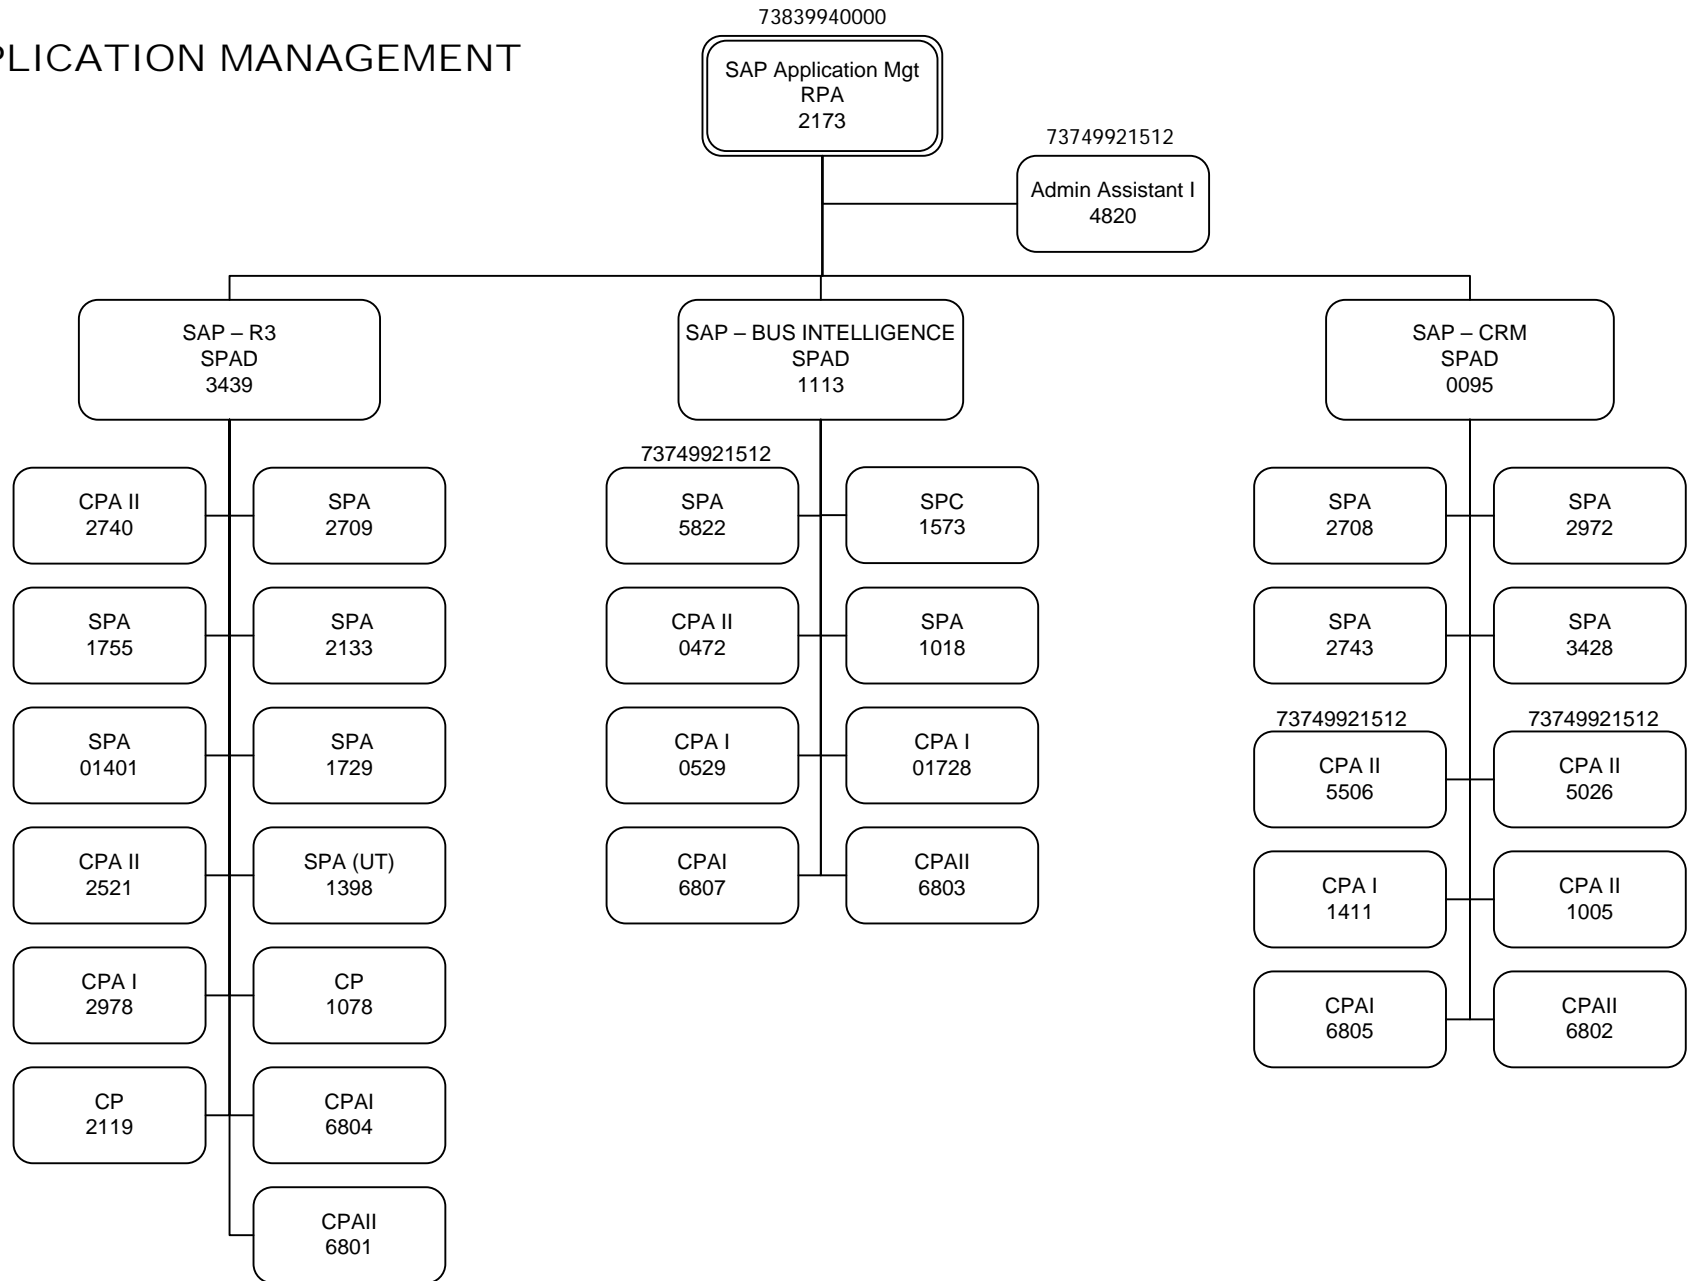 73839940000
PLICATION MANAGEMENT
SAP Application Mgt
RPA
2173
73749921512
Admin Assistant I
4820
SAP – R3
SPAD
3439
SAP – BUS INTELLIGENCE
SPAD
1113
SAP – CRM
SPAD
0095
CPA II
2740
SPA
2709
SPA
1755
SPA
2133
SPA
01401
SPA
1729
CPA II
2521
SPA (UT)
1398
CPA I
2978
CP
1078
CP
2119
CPAI
6804
CPAII
6801
73749921512
SPA
5822
SPC
1573
CPA II
0472
SPA
1018
CPA I
0529
CPA I
01728
CPAI
6807
CPAII
6803
SPA
2708
SPA
2972
SPA
2743
SPA
3428
73749921512
CPA II
5506
73749921512
CPA II
5026
CPA I
1411
CPA II
1005
CPAI
6805
CPAII
6802